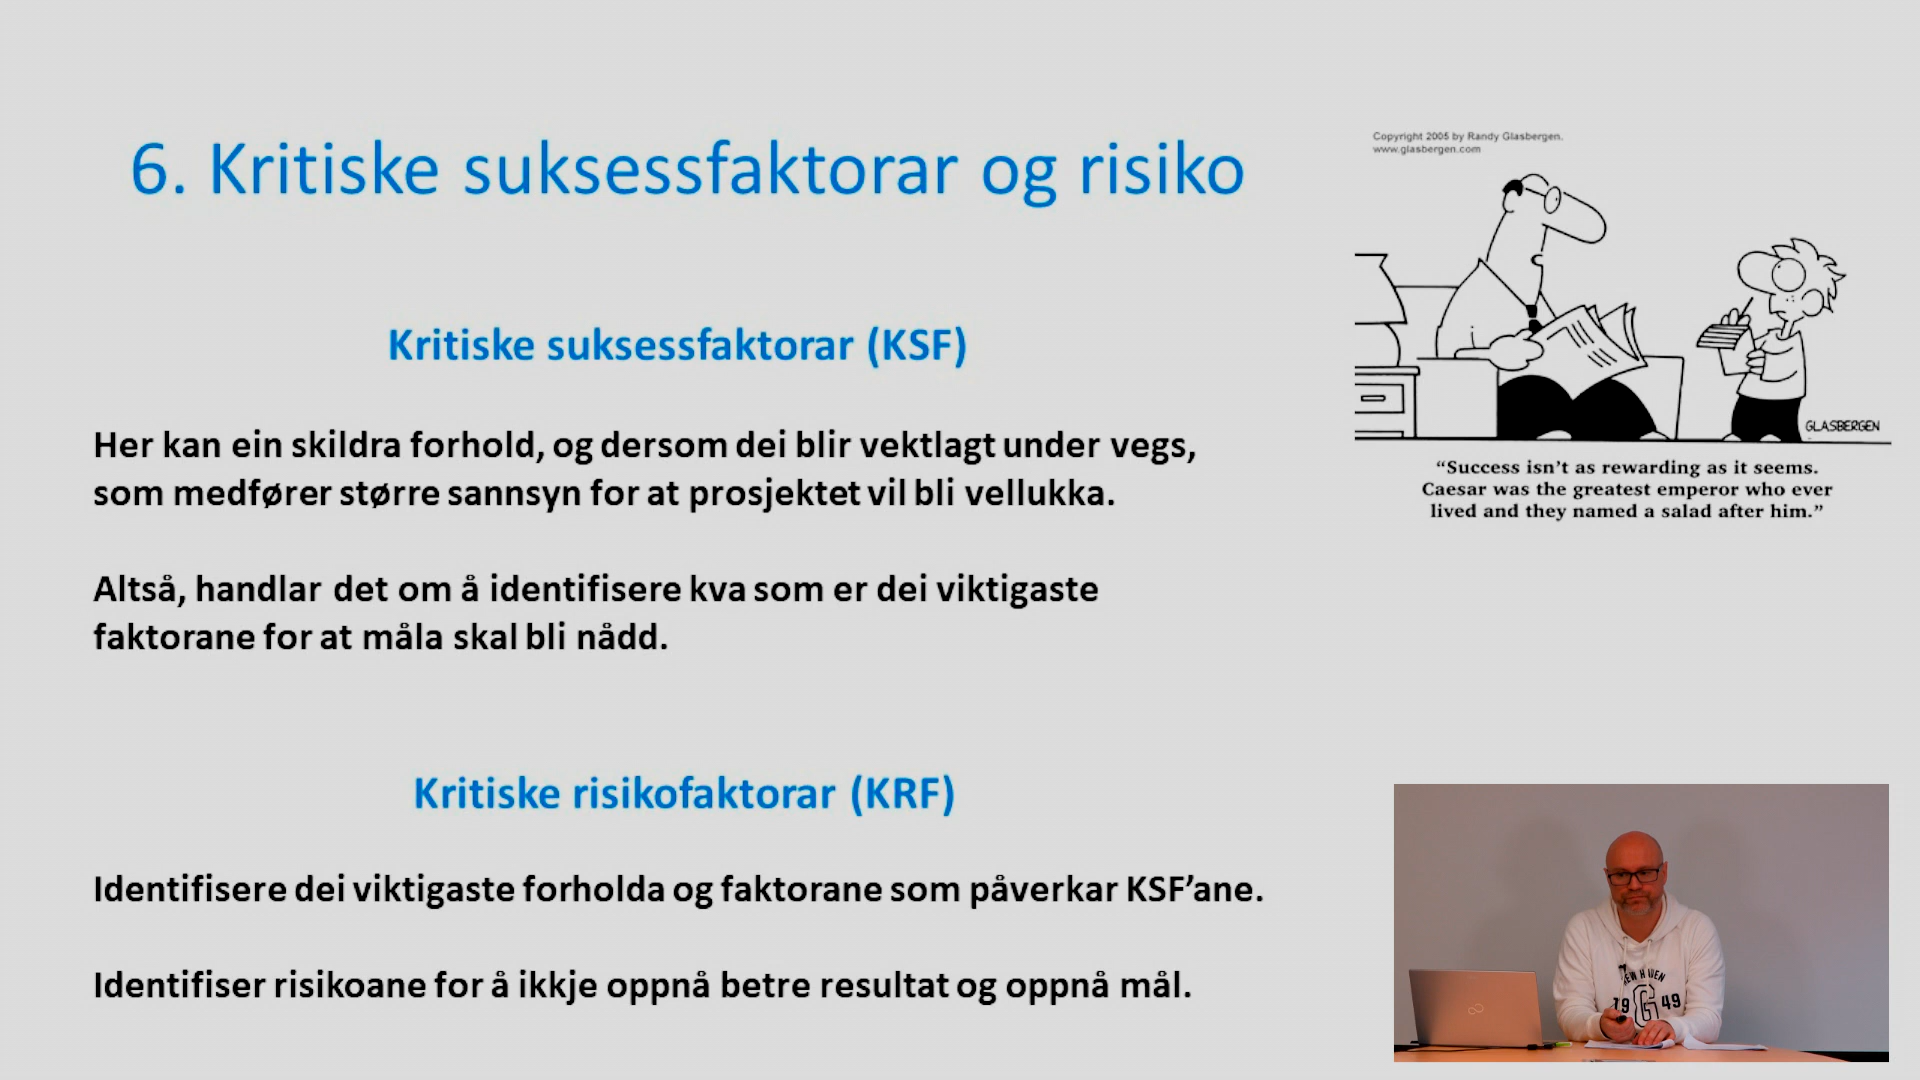 6. Kritiske suksessfaktorar og risiko
Kritiske suksessfaktorar (KSF)
Her kan ein skildra forhold, og dersom dei blir vektlagt under vegs,
som medfører større sannsyn for at prosjektet vil bli vellukka.
Altså, handlar det om å identifisere kva som er dei viktigaste
faktorane for at måla skal bli nådd.
Kritiske risikofaktorar (KRF)
Identifisere dei viktigaste forholda og faktorane som påverkar KSF’ane.
Identifiser risikoane for å ikkje oppnå betre resultat og oppnå mål.
Copyright 2005 by Randy Glasbergen.
www.glasbergen.com
GLASBERGEN
“Success isn’t as rewarding as it seems.
Caesar was the greatest emperor who ever
lived and they named a salad after him.”
19 G 49